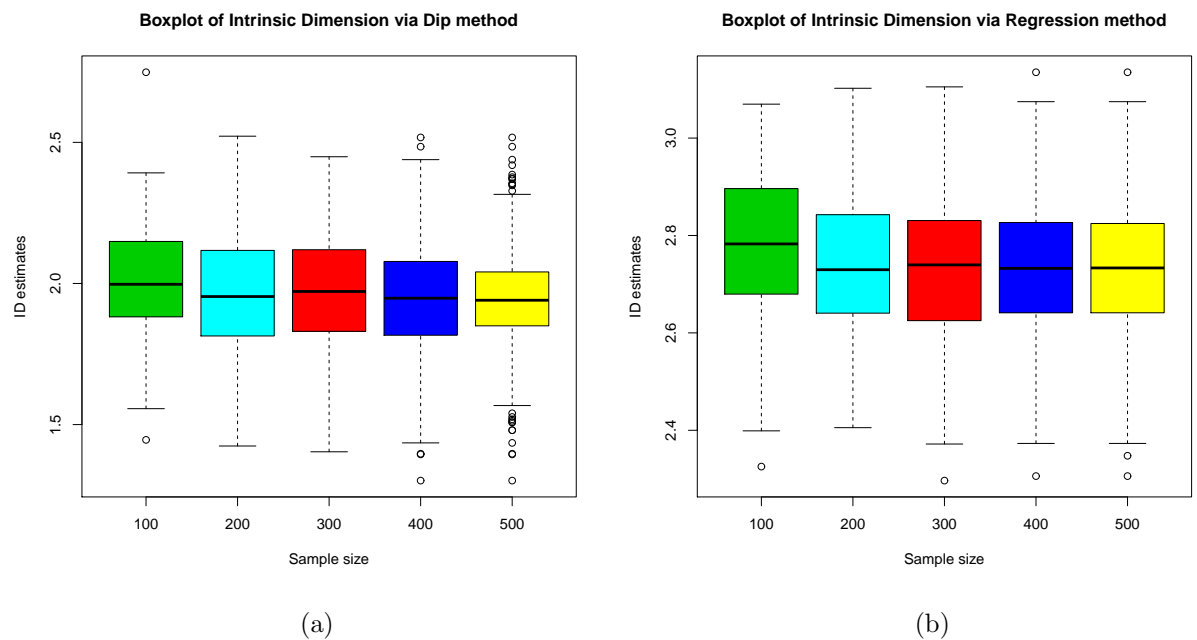 Boxplot of Intrinsic Dimension via Dip method
ID estimates
2.5
2.0
1.5
100 200 300 400 500
Sample size
(a)
Boxplot of Intrinsic Dimension via Regression method
ID estimates
3.0
2.8
2.6
2.4
100 200 300 400 500
Sample size
(b)